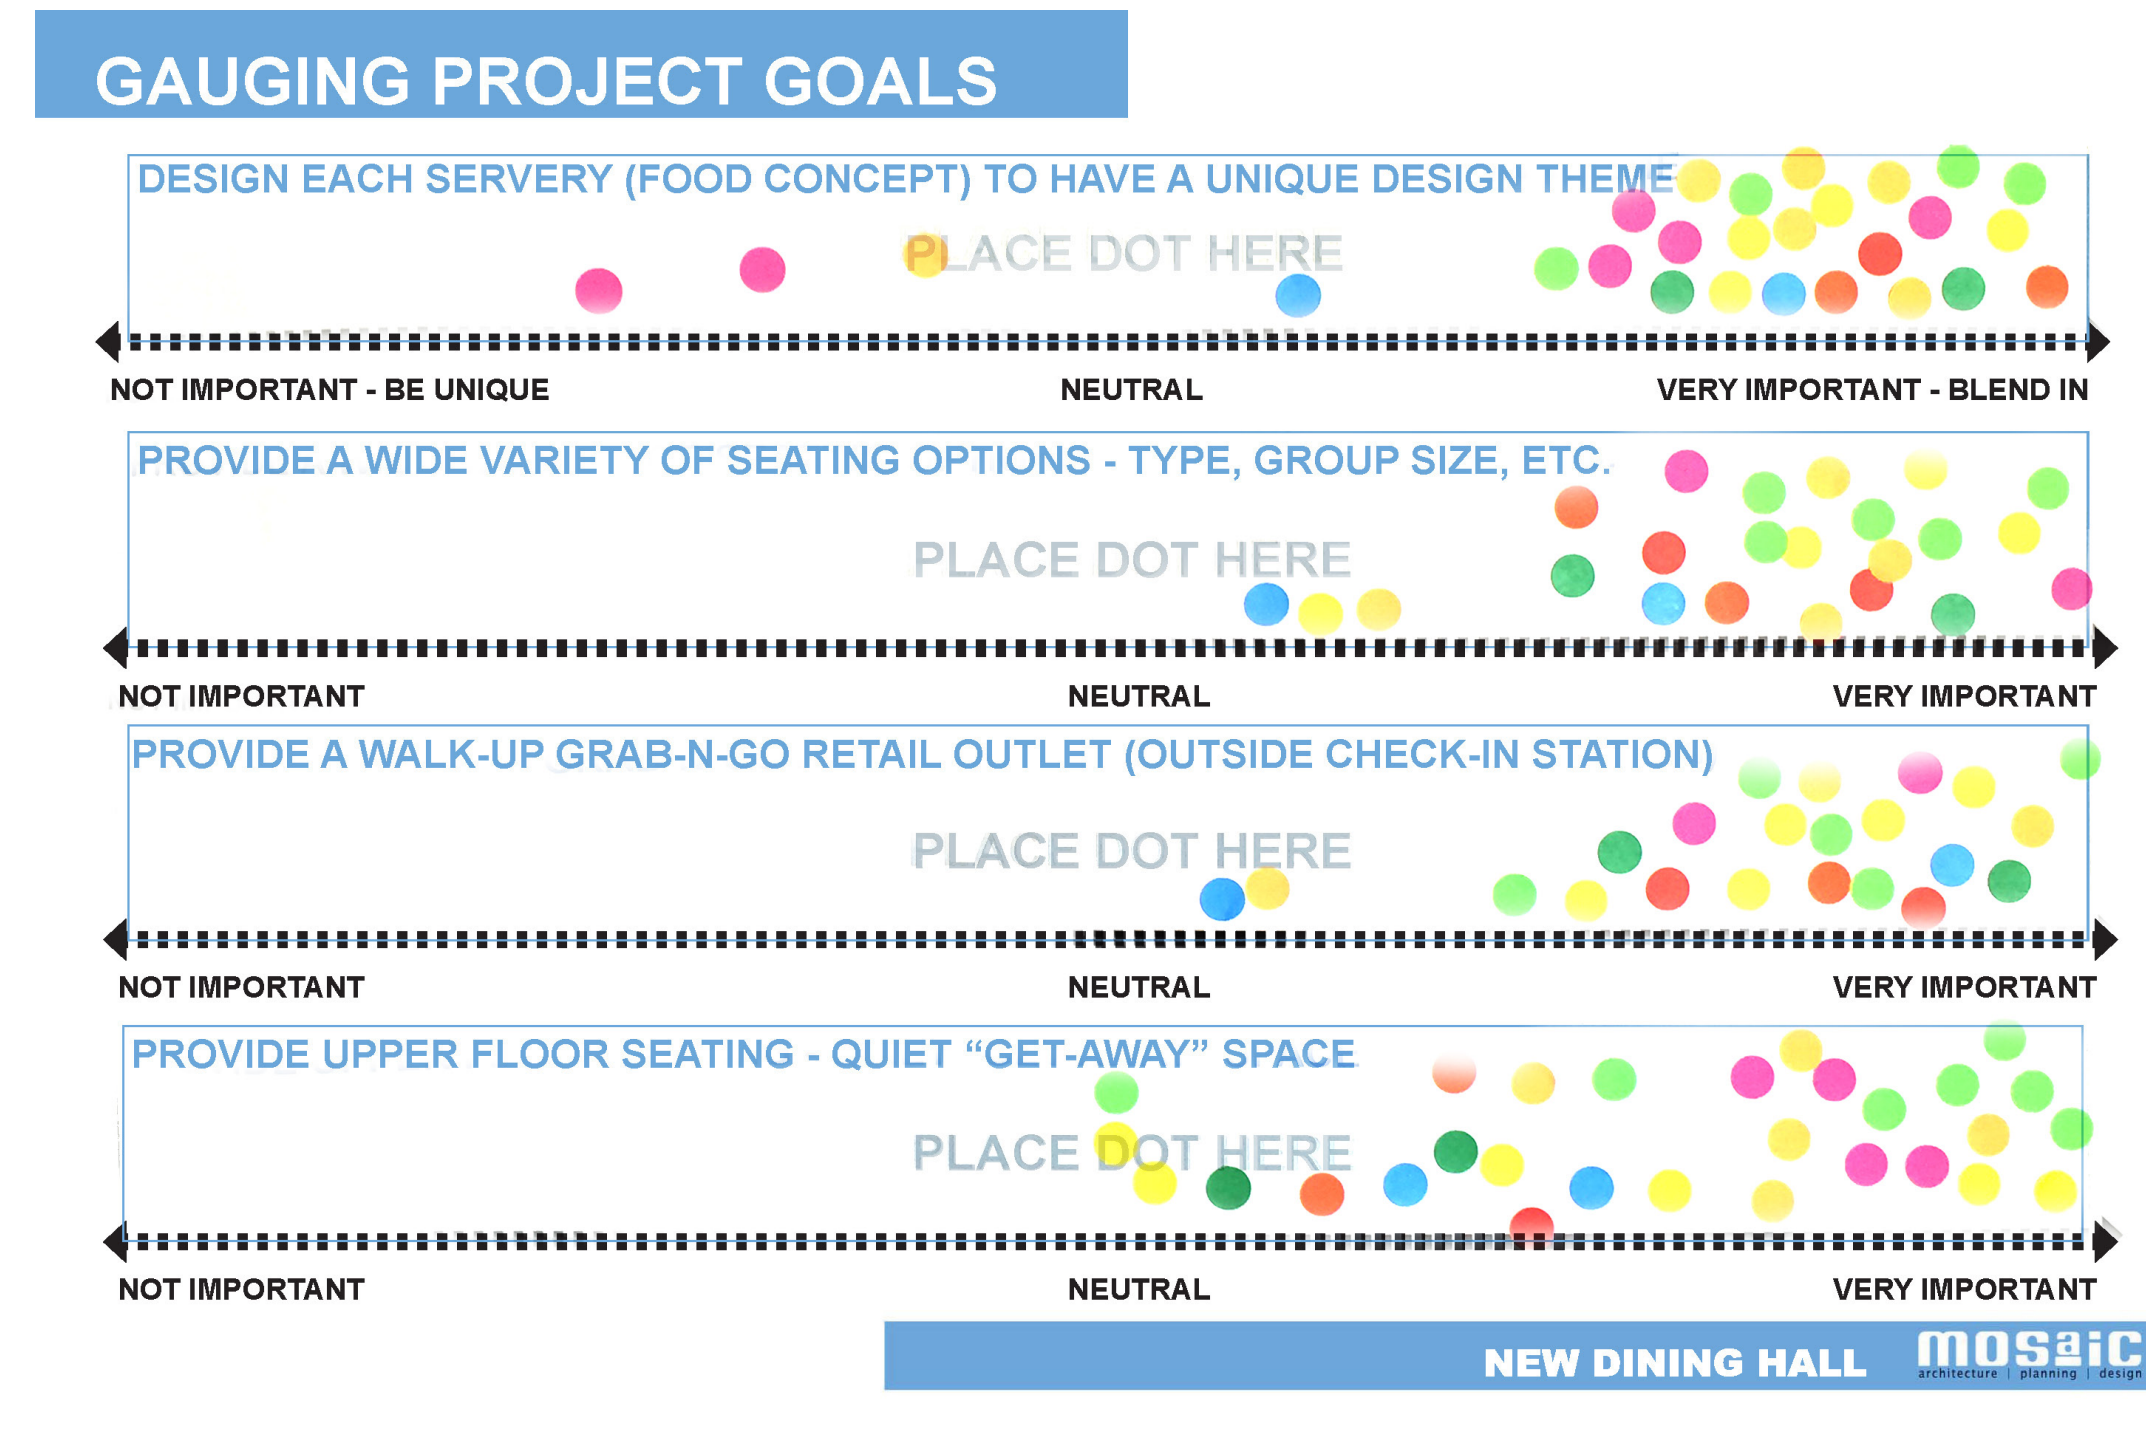 GAUGING PROJECT GOALS
DESIGN EACH SERVERY (FOOD CONCEPT) TO HAVE A UNIQUE DESIGN THEME
PLACE DOT HERE
NOT IMPORTANT - BE UNIQUE
NEUTRAL
VERY IMPORTANT - BLEND IN
PROVIDE A WIDE VARIETY OF SEATING OPTIONS - TYPE, GROUP SIZE, ETC.
PLACE DOT HERE
NOT IMPORTANT
NEUTRAL
VERY IMPORTANT
PROVIDE A WALK-UP GRAB-N-GO RETAIL OUTLET (OUTSIDE CHECK-IN STATION)
PLACE DOT HERE
NOT IMPORTANT
NEUTRAL
VERY IMPORTANT
PROVIDE UPPER FLOOR SEATING - QUIET “GET-AWAY” SPACE
PLACE DOT HERE
NOT IMPORTANT
NEUTRAL
VERY IMPORTANT
NEW DINING HALL
mosaic
architecture | planning | design